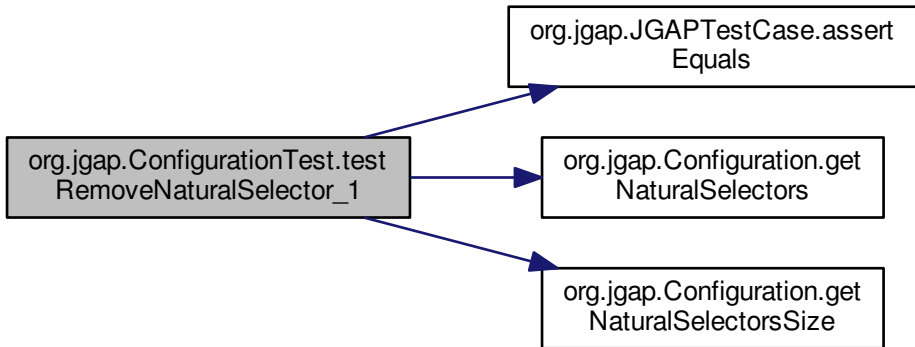 org.jgap.JGAPTestCase.assert
Equals
org.jgap.ConfigurationTest.test
RemoveNaturalSelector_1
org.jgap.Configuration.get
NaturalSelectors
org.jgap.Configuration.get
NaturalSelectorsSize